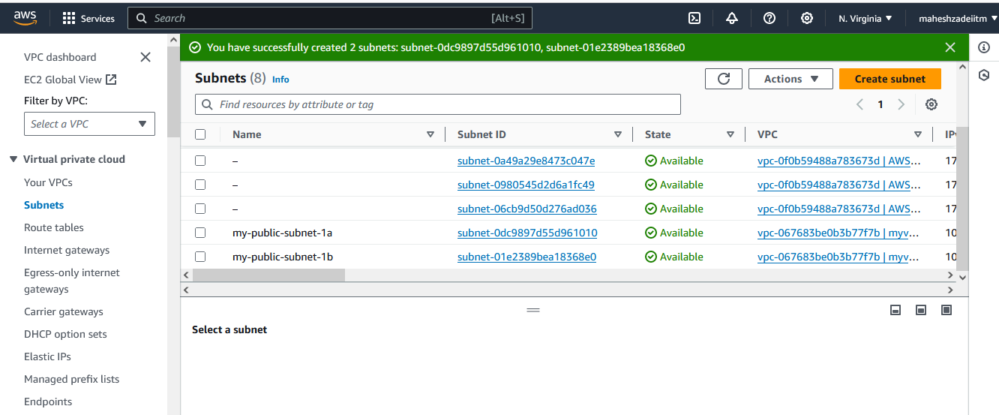 aws Services Search [Alt+S] N. Virginia maheshzadeiitm
VPC dashboard
EC2 Global View
Filter by VPC:
Select a VPC
Virtual private cloud
Your VPCs
Subnets
Route tables
Internet gateways
Egress-only internet
gateways
Carrier gateways
DHCP option sets
Elastic IPs
Managed prefix lists
Endpoints
You have successfully created 2 subnets: subnet-0dc9897d55d961010, subnet-01e2389bea18368e0
Subnets (8) Info Actions Create subnet
Find resources by attribute or tag 1
Name Subnet ID State VPC IPv
– subnet-0a49a29e8473c047e Available vpc-0f0b59488a783673d | AWS... 17
– subnet-0980545d2d6a1fc49 Available vpc-0f0b59488a783673d | AWS... 17
– subnet-06cb9d50d276ad036 Available vpc-0f0b59488a783673d | AWS... 17
my-public-subnet-1a subnet-0dc9897d55d961010 Available vpc-067683be0b3b77f7b | myv... 10
my-public-subnet-1b subnet-01e2389bea18368e0 Available vpc-067683be0b3b77f7b | myv... 10
Select a subnet